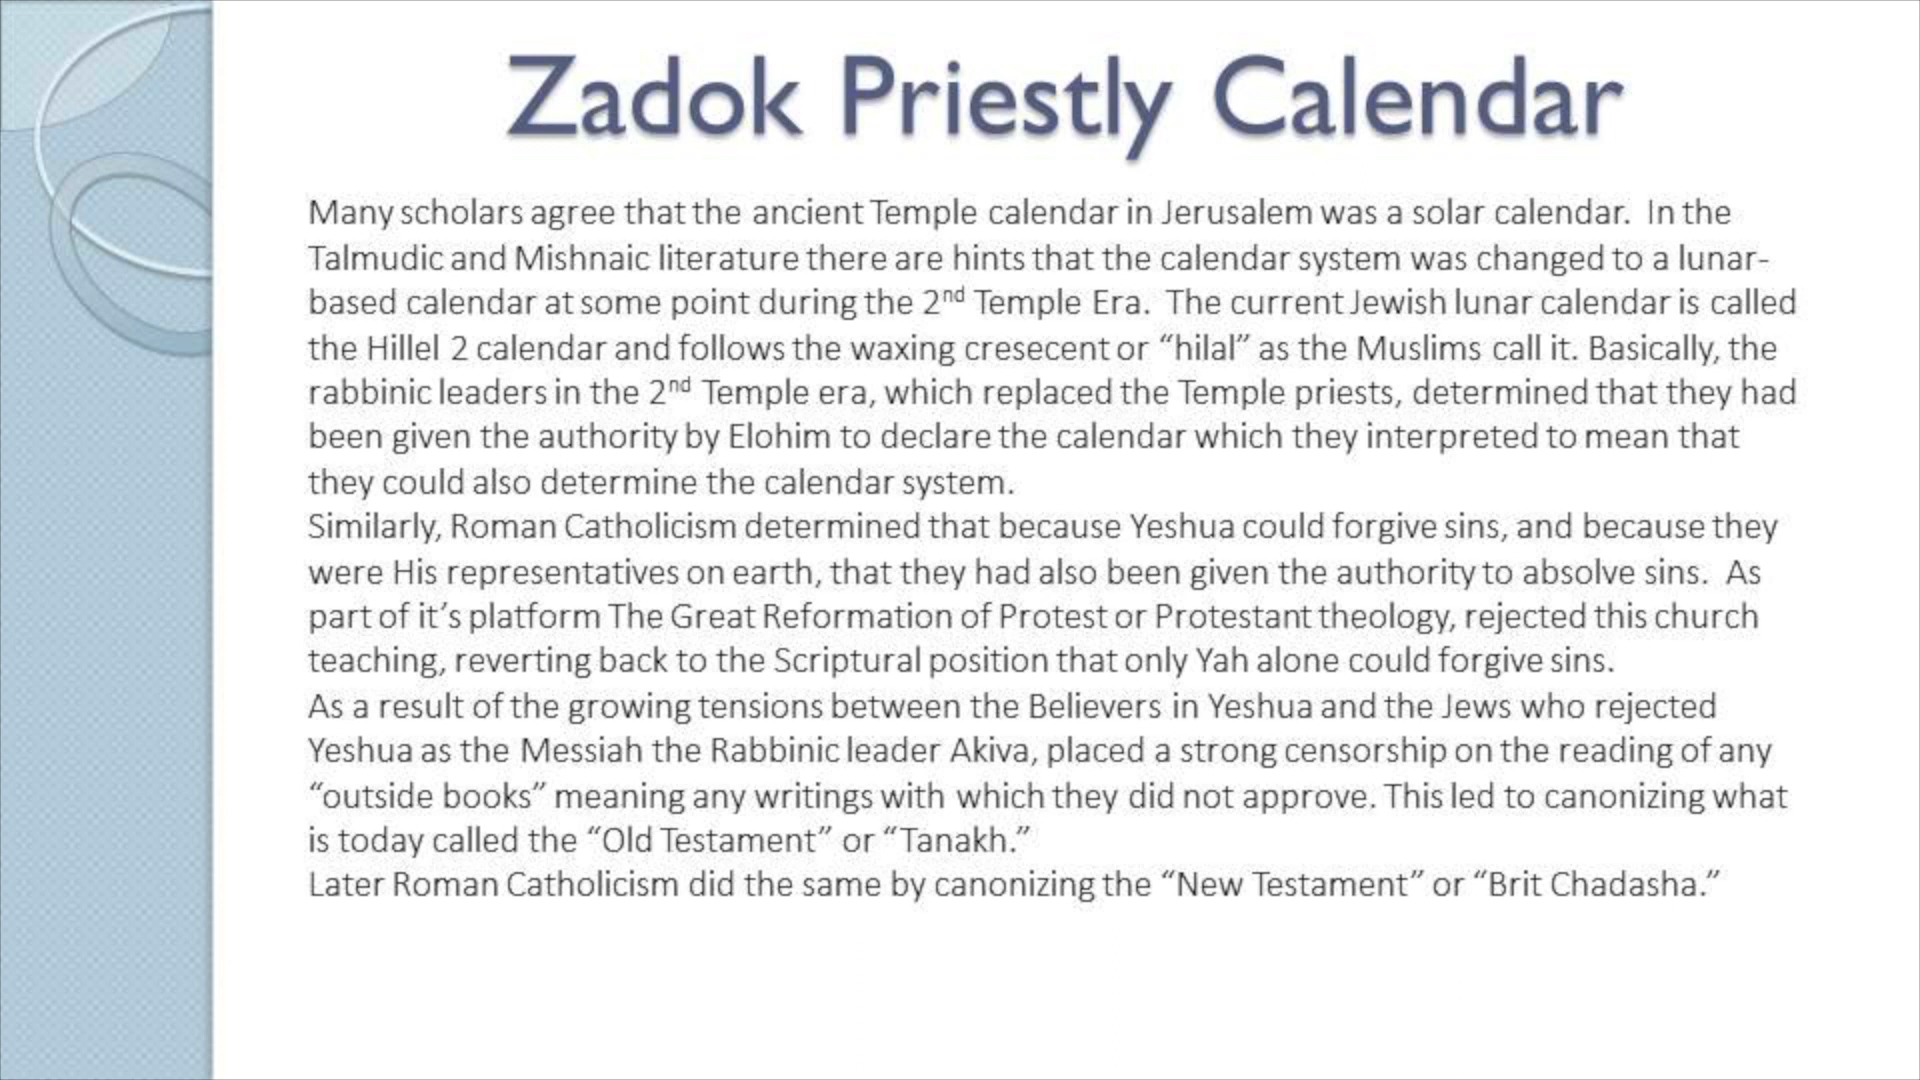 Zadok Priestly Calendar
Many scholars agree that the ancient Temple calendar in Jerusalem was a solar calendar. In the
Talmudic and Mishnaic literature there are hints that the calendar system was changed to a lunar-
based calendar at some point during the 2nd Temple Era. The current Jewish lunar calendar is called
the Hillel 2 calendar and follows the waxing cresecent or “hilal” as the Muslims call it. Basically, the
rabbinic leaders in the 2nd Temple era, which replaced the Temple priests, determined that they had
been given the authority by Elohim to declare the calendar which they interpreted to mean that
they could also determine the calendar system.
Similarly, Roman Catholicism determined that because Yeshua could forgive sins, and because they
were His representatives on earth, that they had also been given the authority to absolve sins. As
part of it’s platform The Great Reformation of Protest or Protestant theology, rejected this church
teaching, reverting back to the Scriptural position that only Yah alone could forgive sins.
As a result of the growing tensions between the Believers in Yeshua and the Jews who rejected
Yeshua as the Messiah the Rabbinic leader Akiva, placed a strong censorship on the reading of any
“outside books” meaning any writings with which they did not approve. This led to canonizing what
is today called the “Old Testament” or “Tanakh.”
Later Roman Catholicism did the same by canonizing the “New Testament” or “Brit Chadasha.”